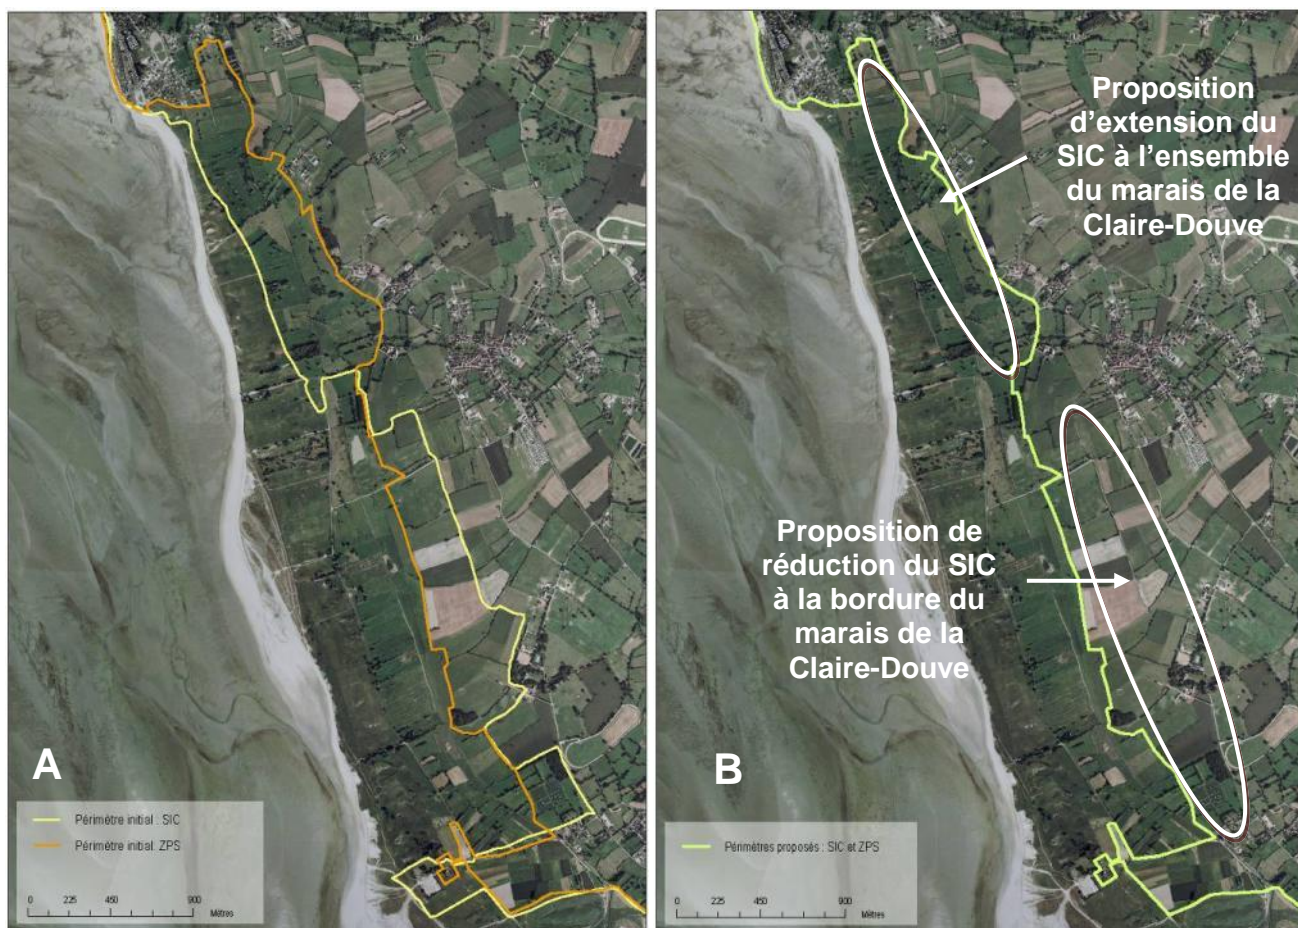 A
Périmètre initial : SIC
Périmètre initial. ZPS
0 225 450 900
Mètres
Proposition
d'extension du
SIC à l'ensemble
du marais de la
Claire-Douve
Proposition de
réduction du SIC
à la bordure du
marais de la
Claire-Douve
B
Périmètres proposés : SIC et ZPS
0 225 450 900
Mètres